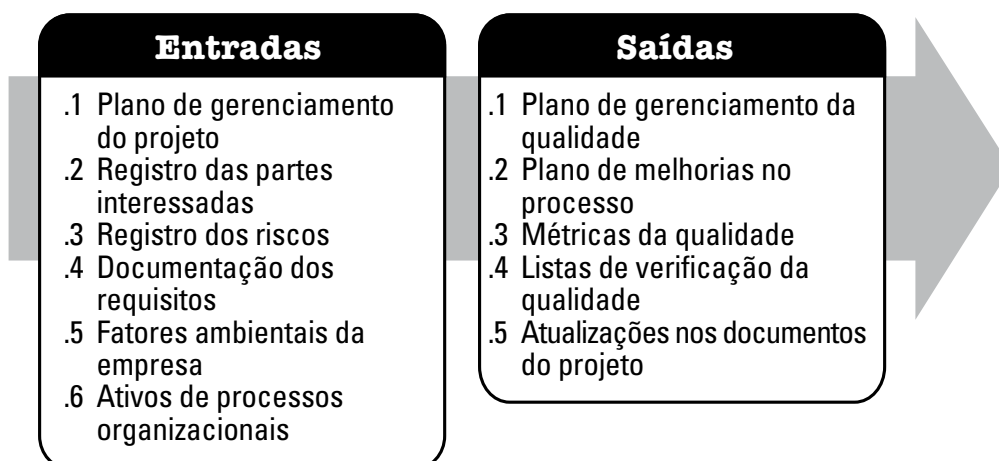 Entradas
.1 Plano de gerenciamento
do projeto
.2 Registro das partes
interessadas
.3 Registro dos riscos
.4 Documentação dos
requisitos
.5 Fatores ambientais da
empresa
.6 Ativos de processos
organizacionais
Saídas
.1 Plano de gerenciamento da
qualidade
.2 Plano de melhorias no
processo
.3 Métricas da qualidade
.4 Listas de verificação da
qualidade
.5 Atualizações nos documentos
do projeto